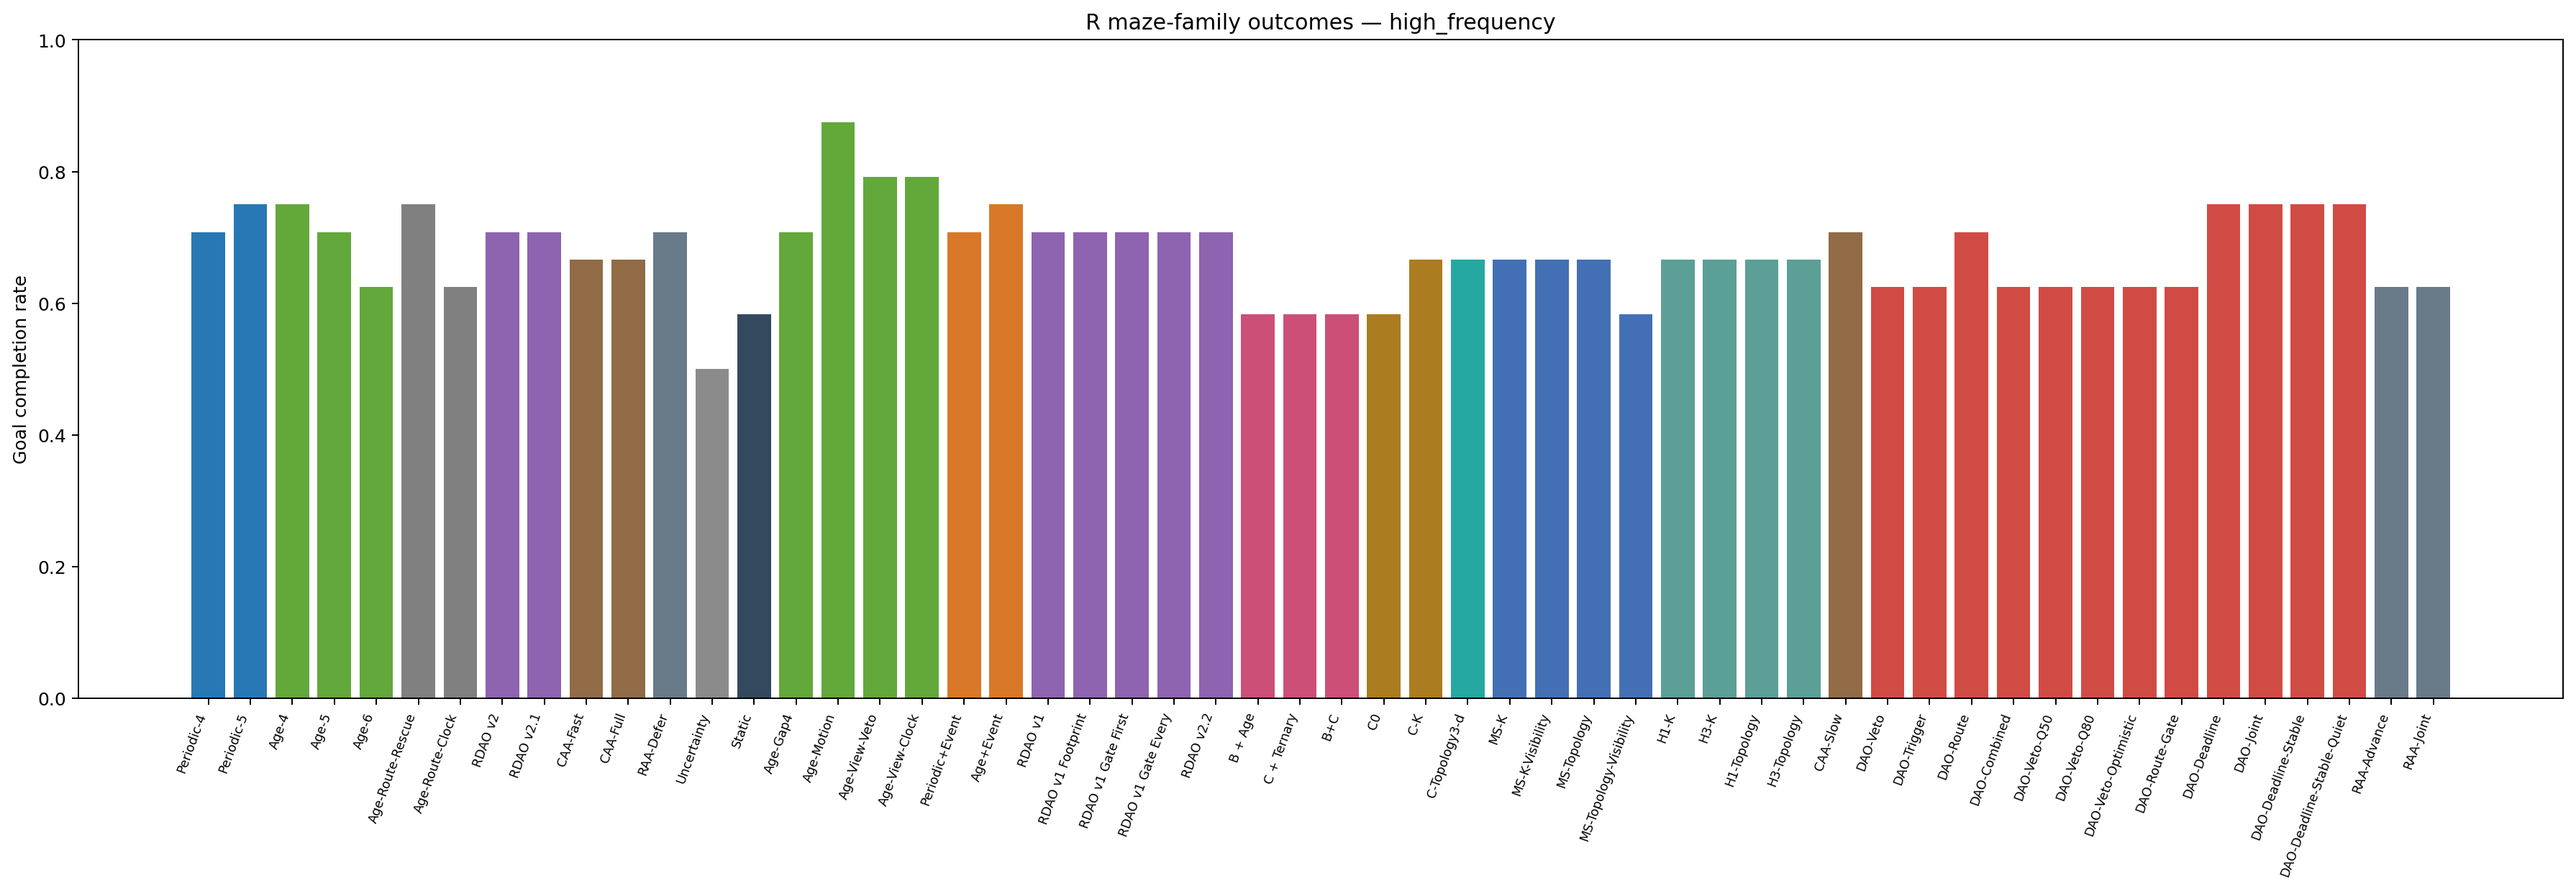 R maze-family outcomes — high_frequency
Goal completion rate
1.0
0.8
0.6
0.4
0.2
0.0
Periodic-4
Periodic-5
Age-4
Age-5
Age-6
Age-Route-Rescue
Age-Route-Clock
RDAO v2
RDAO v2.1
CAA-Fast
CAA-Full
RAA-Defer
Uncertainty
Static
Age-Gap4
Age-Motion
Age-View-Veto
Age-View-Clock
Periodic+Event
Age+Event
RDAO v1
RDAO v1 Footprint
RDAO v1 Gate First
RDAO v1 Gate Every
RDAO v2.2
B + Age
C + Ternary
B+C
C0
C-K
C-Topology3-d
MS-K
MS-K-Visibility
MS-Topology
MS-Topology-Visibility
H1-K
H3-K
H1-Topology
H3-Topology
CAA-Slow
DAO-Veto
DAO-Trigger
DAO-Route
DAO-Combined
DAO-Veto-Q50
DAO-Veto-Q80
DAO-Veto-Optimistic
DAO-Route-Gate
DAO-Deadline
DAO-Joint
DAO-Deadline-Stable
DAO-Deadline-Stable-Quiet
RAA-Advance
RAA-Joint